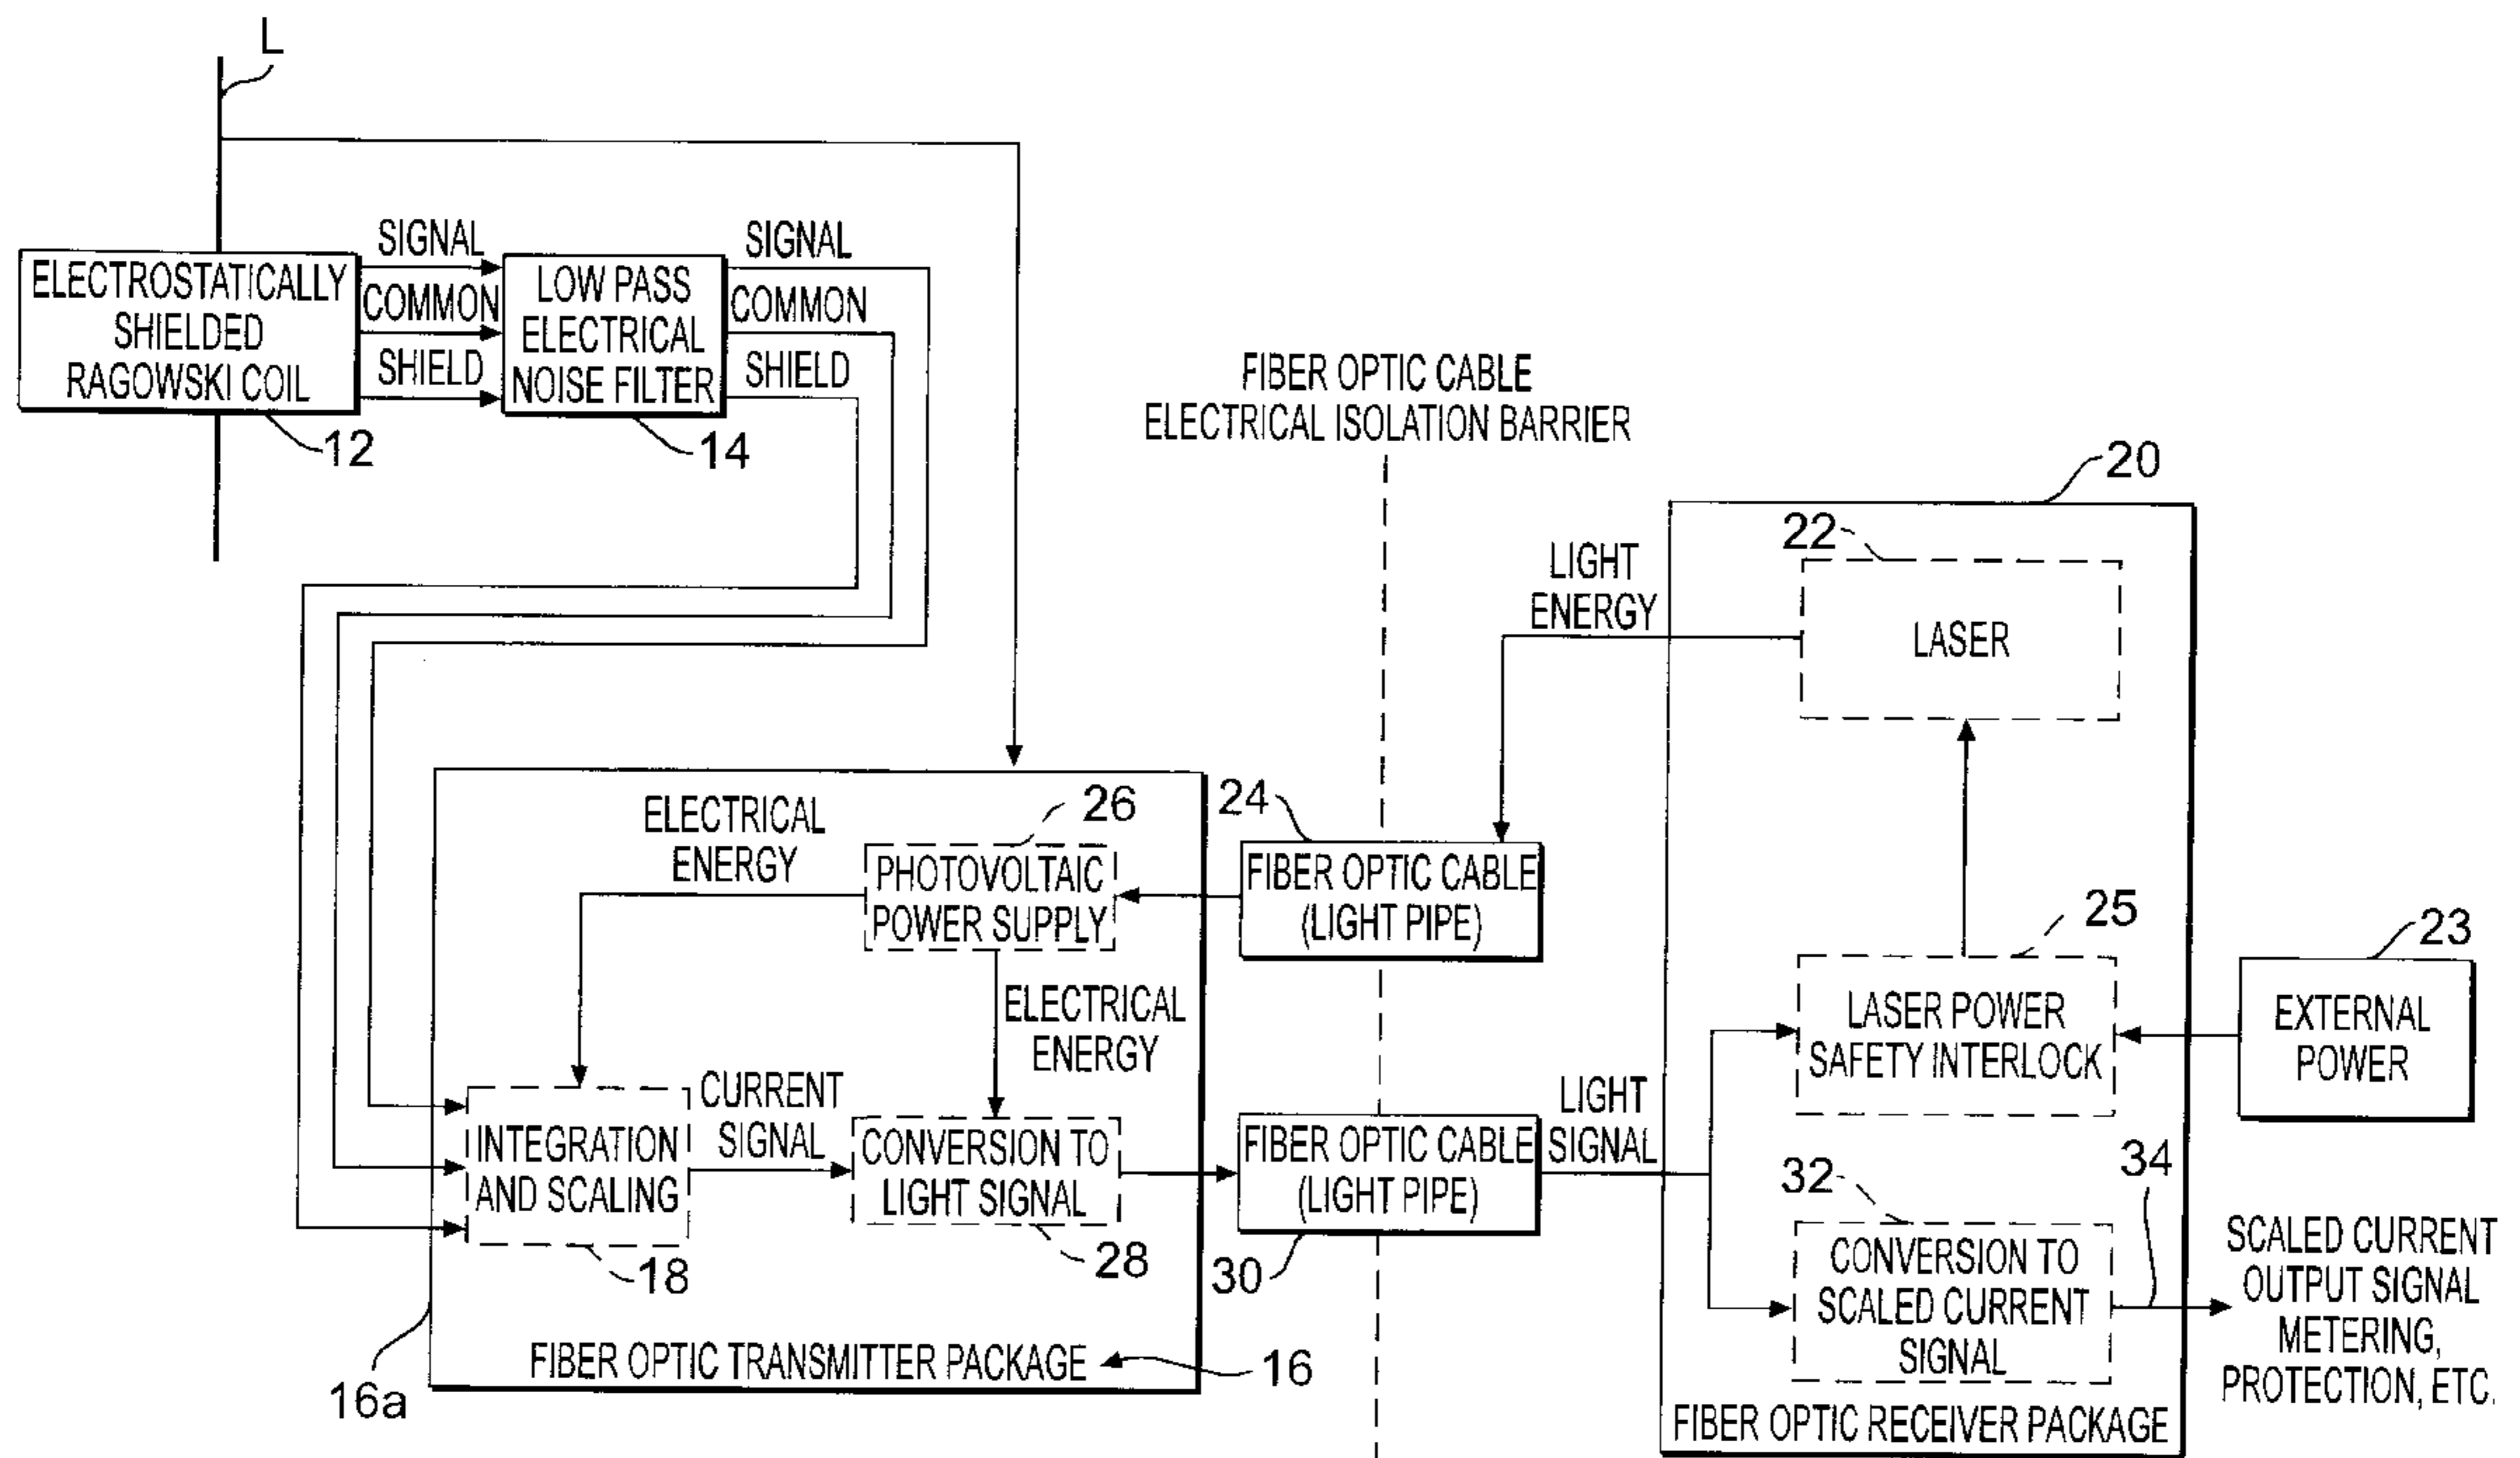 L
ELECTROSTATICALLY
SHIELDED
RAGOWSKI COIL
12
SIGNAL
COMMON
SHIELD
LOW PASS
ELECTRICAL
NOISE FILTER
14
SIGNAL
COMMON
SHIELD
FIBER OPTIC CABLE
ELECTRICAL ISOLATION BARRIER
20
22
LASER
LIGHT
ENERGY
24
FIBER OPTIC CABLE
(LIGHT PIPE)
26
PHOTOVOLTAIC
POWER SUPPLY
ELECTRICAL
ENERGY
ELECTRICAL
ENERGY
25
LASER POWER
SAFETY INTERLOCK
23
EXTERNAL
POWER
INTEGRATION
AND SCALING
18
CURRENT
SIGNAL
CONVERSION TO
LIGHT SIGNAL
28
FIBER OPTIC CABLE
(LIGHT PIPE)
30
LIGHT
SIGNAL
32
CONVERSION TO
SCALED CURRENT
SIGNAL
34
SCALED CURRENT
OUTPUT SIGNAL
METERING,
PROTECTION, ETC.
FIBER OPTIC TRANSMITTER PACKAGE
16
16a
FIBER OPTIC RECEIVER PACKAGE